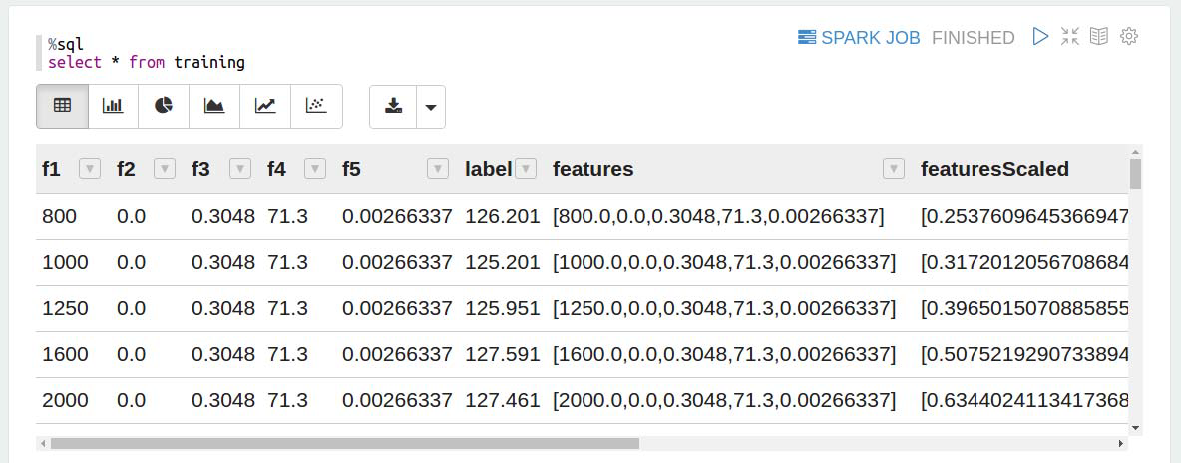 %sql
select * from training
SPARK JOB FINISHED
f1 f2 f3 f4 f5 label features featuresScaled
800 0.0 0.3048 71.3 0.00266337 126.201 [800.0,0.0,0.3048,71.3,0.00266337] [0.2537609645366947
1000 0.0 0.3048 71.3 0.00266337 125.201 [1000.0,0.0,0.3048,71.3,0.00266337] [0.3172012056708684
1250 0.0 0.3048 71.3 0.00266337 125.951 [1250.0,0.0,0.3048,71.3,0.00266337] [0.3965015070885855
1600 0.0 0.3048 71.3 0.00266337 127.591 [1600.0,0.0,0.3048,71.3,0.00266337] [0.5075219290733894
2000 0.0 0.3048 71.3 0.00266337 127.461 [2000.0,0.0,0.3048,71.3,0.00266337] [0.6344024113417368